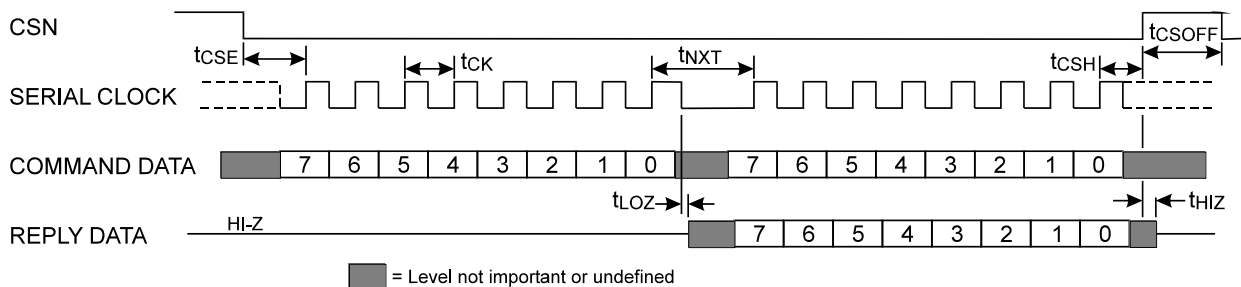 CSN
tCSOFF
tCSE
tCK
tNXT
tCSH
SERIAL CLOCK
COMMAND DATA
7 6 5 4 3 2 1 0 7 6 5 4 3 2 1 0
tLOZ
tHIZ
REPLY DATA
HI-Z
7 6 5 4 3 2 1 0
= Level not important or undefined